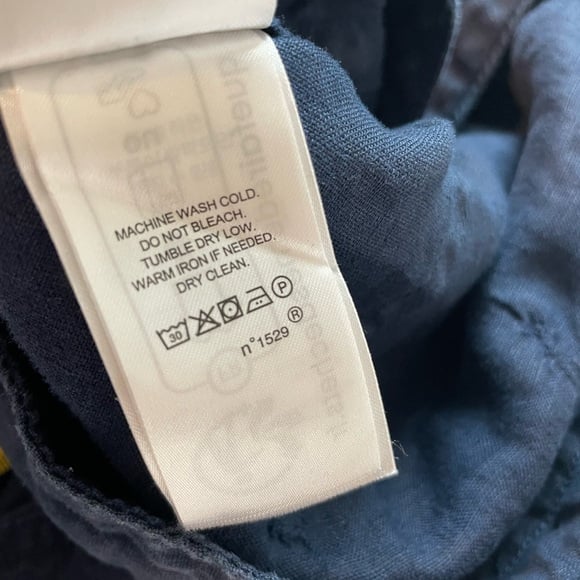 MACHINE WASH COLD.
DO NOT BLEACH.
TUMBLE DRY LOW.
WARM IRON IF NEEDED.
DRY CLEAN.
30 P
n°1529 ®